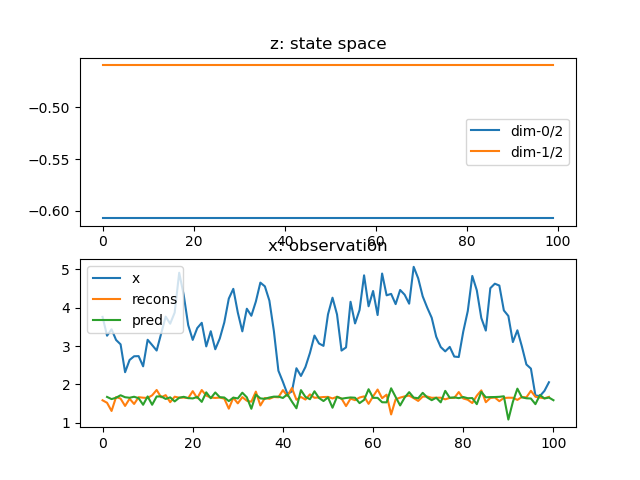 z: state space
−0.50
−0.55
−0.60
dim-0/2
dim-1/2
0 20 40 60 80 100
x: observation
5
4
3
2
1
x
recons
pred
0 20 40 60 80 100